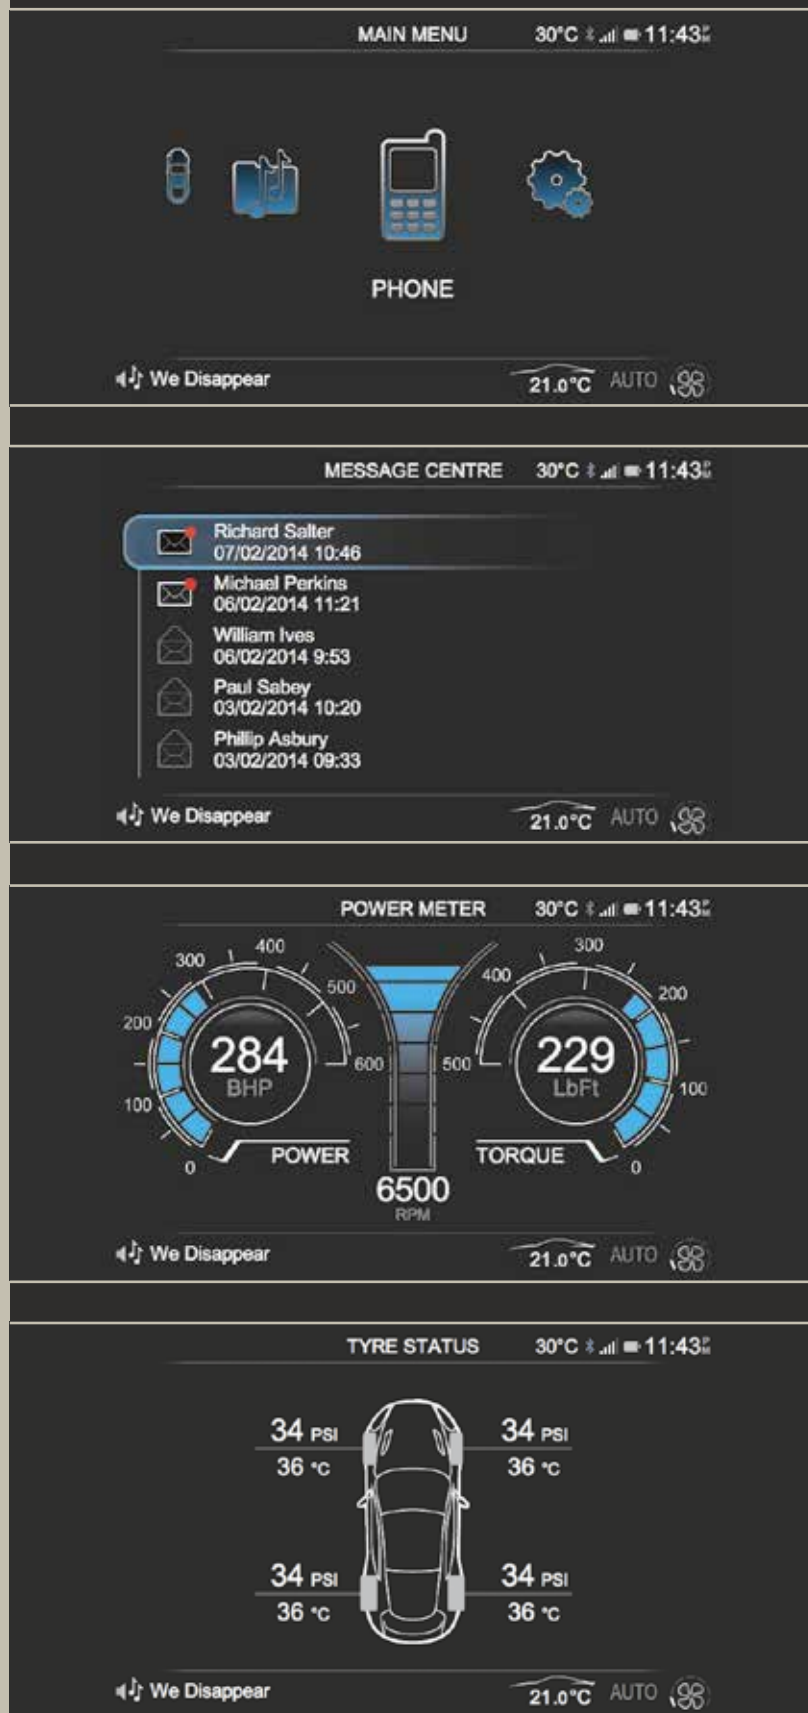 MAIN MENU 30°C 11:43PM
PHONE
We Disappear 21.0°C AUTO
MESSAGE CENTRE 30°C 11:43PM
Richard Salter
07/02/2014 10:46
Michael Perkins
06/02/2014 11:21
William Ives
06/02/2014 9:53
Paul Sabey
03/02/2014 10:20
Phillip Asbury
03/02/2014 09:33
We Disappear 21.0°C AUTO
POWER METER 30°C 11:43PM
300 400 300
500 400 200
200
284 229
BHP 600 500 LbFt
100 100
0 POWER TORQUE 0
6500
RPM
We Disappear 21.0°C AUTO
TYRE STATUS 30°C 11:43PM
34 PSI 34 PSI
36 °C 36 °C
34 PSI 34 PSI
36 °C 36 °C
We Disappear 21.0°C AUTO